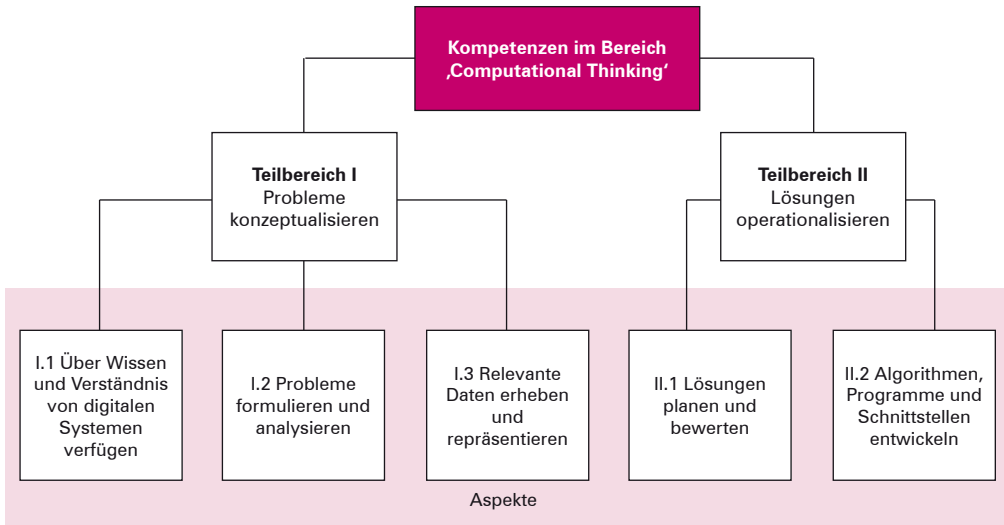 Kompetenzen im Bereich
‚Computational Thinking‘
Teilbereich I
Probleme
konzeptualisieren
Teilbereich II
Lösungen
operationalisieren
I.1 Über Wissen
und Verständnis
von digitalen
Systemen
verfügen
I.2 Probleme
formulieren und
analysieren
I.3 Relevante
Daten erheben
und
repräsentieren
II.1 Lösungen
planen und
bewerten
II.2 Algorithmen,
Programme und
Schnittstellen
entwickeln
Aspekte